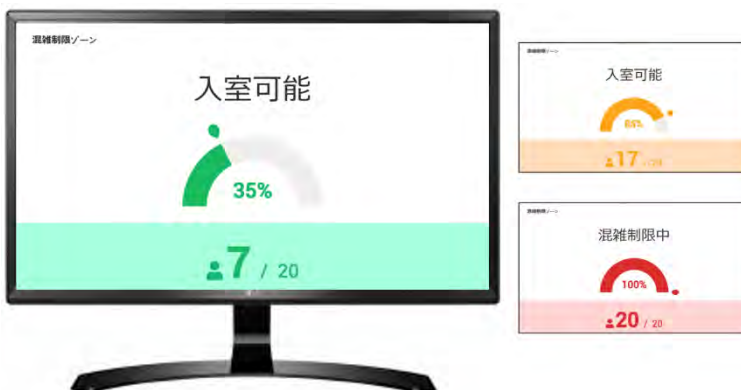 混雑制限ゾーン
入室可能
35%
7 / 20
混雑制限ゾーン
入室可能
85%
17 / 20
混雑制限ゾーン
混雑制限中
100%
20 / 20